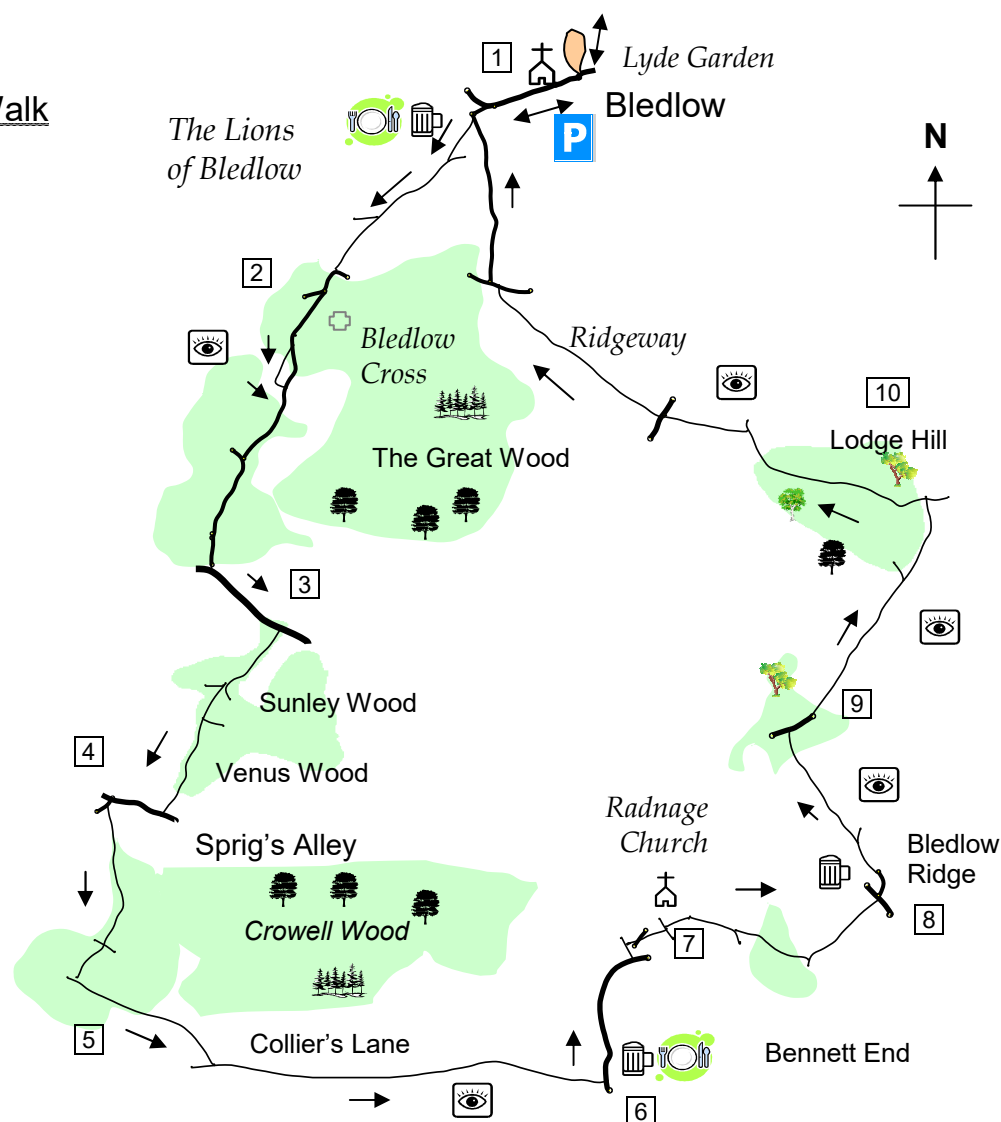 1
Lyde Garden
Walk
Bledlow
The Lions
of Bledlow
P
N
2
Bledlow
Cross
Ridgeway
10
Lodge Hill
The Great Wood
3
Sunley Wood
9
4
Venus Wood
Radnage
Church
Sprig's Alley
Bledlow
Ridge
Crowell Wood
8
7
5
Collier's Lane
Bennett End
6